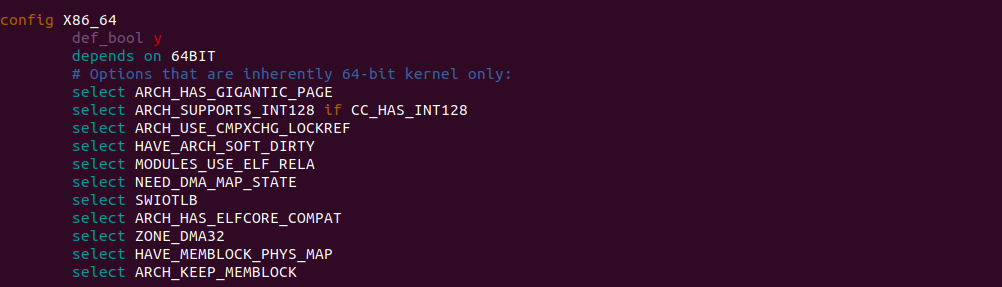 config X86_64
def_bool y
depends on 64BIT
# Options that are inherently 64-bit kernel only:
select ARCH_HAS_GIGANTIC_PAGE
select ARCH_SUPPORTS_INT128 if CC_HAS_INT128
select ARCH_USE_CMPXCHG_LOCKREF
select HAVE_ARCH_SOFT_DIRTY
select MODULES_USE_ELF_RELA
select NEED_DMA_MAP_STATE
select SWIOTLB
select ARCH_HAS_ELFCORE_COMPAT
select ZONE_DMA32
select HAVE_MEMBLOCK_PHYS_MAP
select ARCH_KEEP_MEMBLOCK